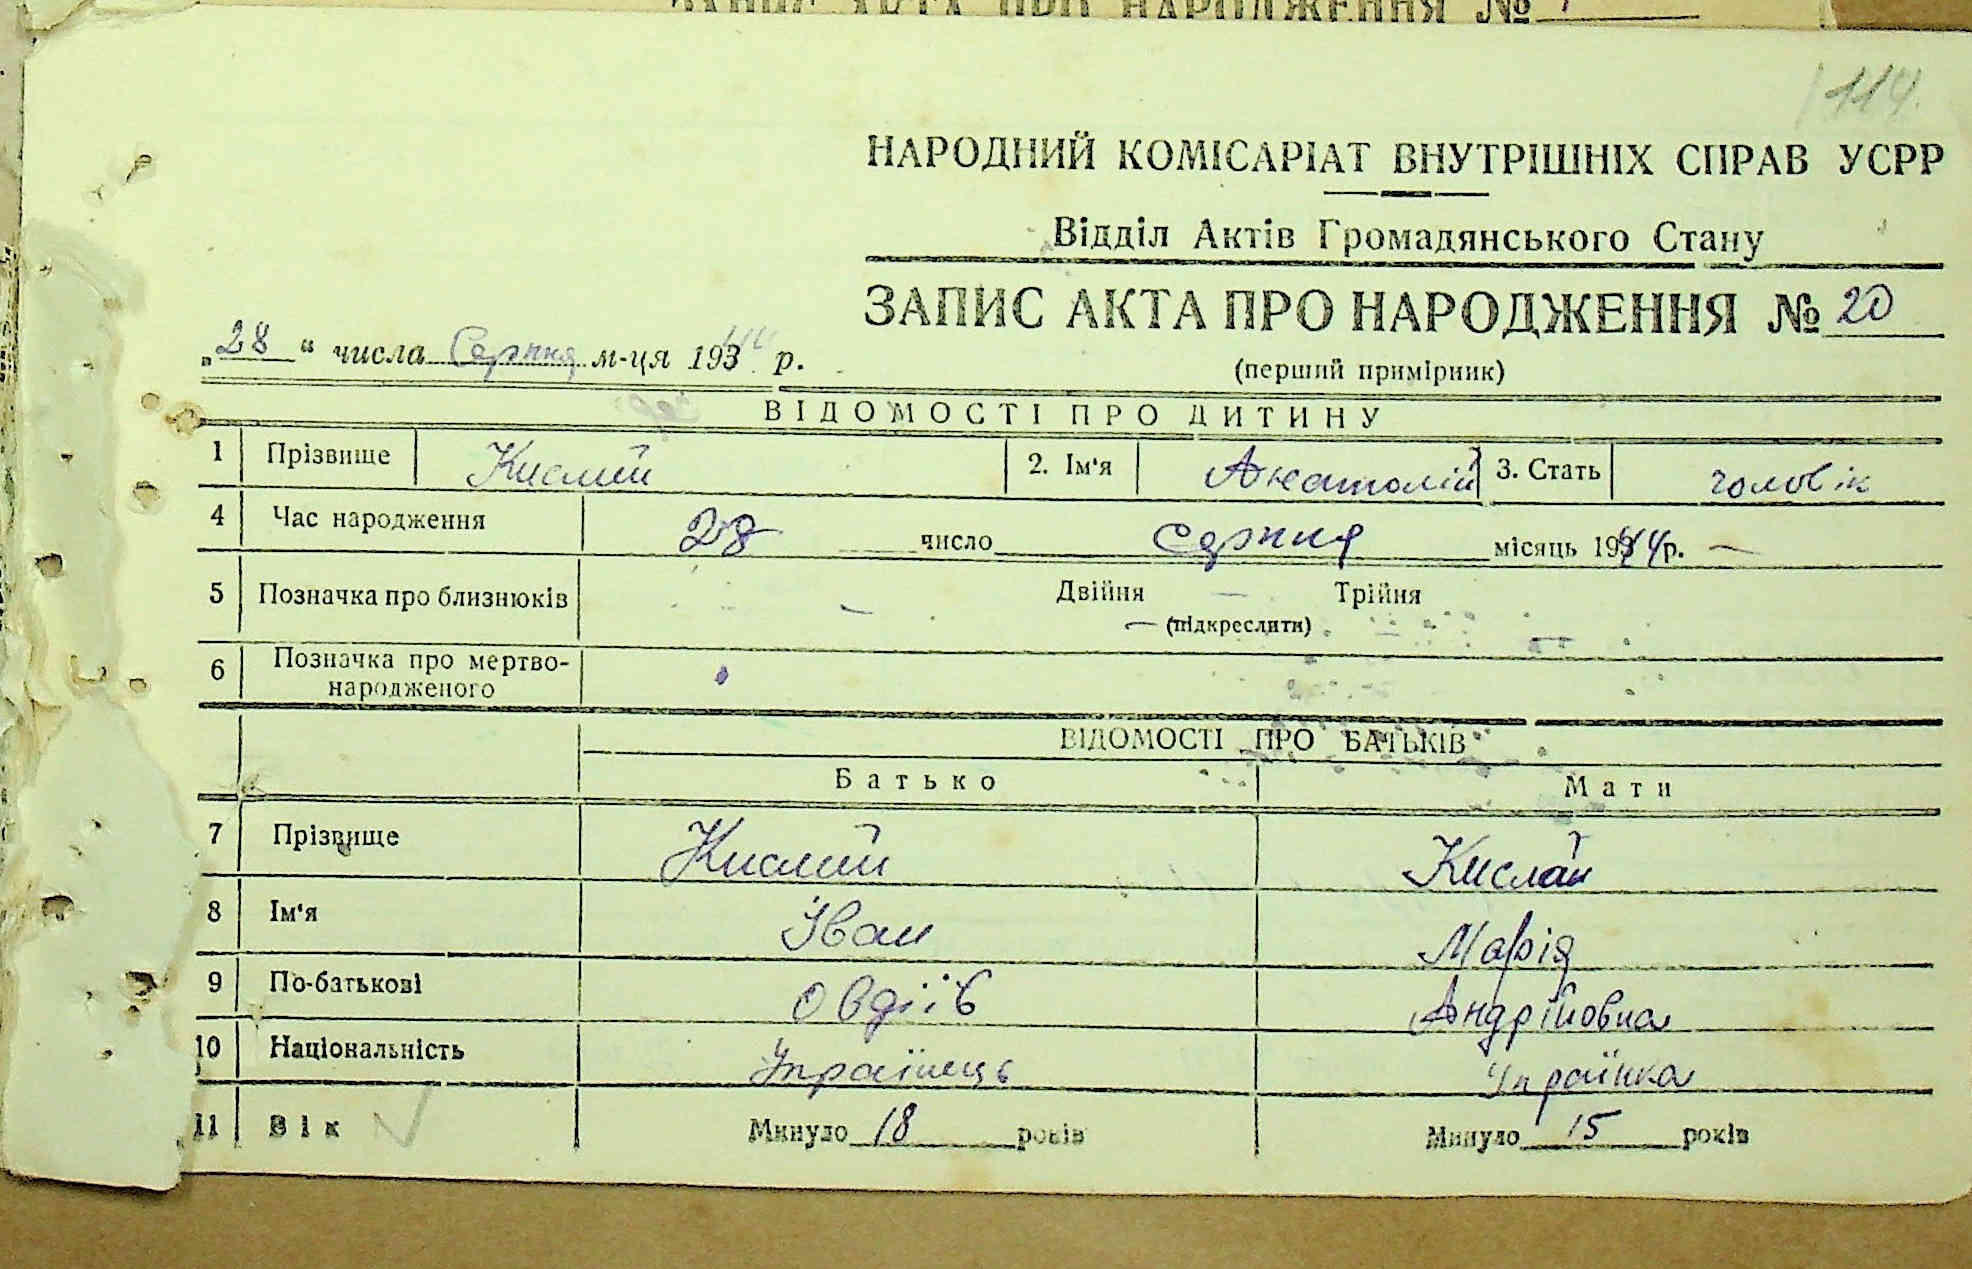 ЗАПИС АКТА ПРО НАРОДЖЕННЯ №
114
НАРОДНИЙ КОМІСАРІАТ ВНУТРІШНІХ СПРАВ УСРР
Відділ Актів Громадянського Стану
ЗАПИС АКТА ПРО НАРОДЖЕННЯ № 20
„28“ числа Серпня м-ця 1944 р.
(перший примірник)
ВІДОМОСТІ ПРО ДИТИНУ
1 Прізвище Кислий 2. Ім'я Анатолій 3. Стать чоловік
4 Час народження 28 число Серпня місяць 1944 р. —
5 Позначка про близнюків — Двійня — Трійня
— (підкреслити)
6 Позначка про мертво-
народженого
ВІДОМОСТІ ПРО БАТЬКІВ
Батько Мати
7 Прізвище Кислий Кислай
8 Ім'я Іван Марія
9 По-батькові Овдіїв Андрійовна
10 Національність Українець Українка
11 Вік Минуло 18 років Минуло 15 років